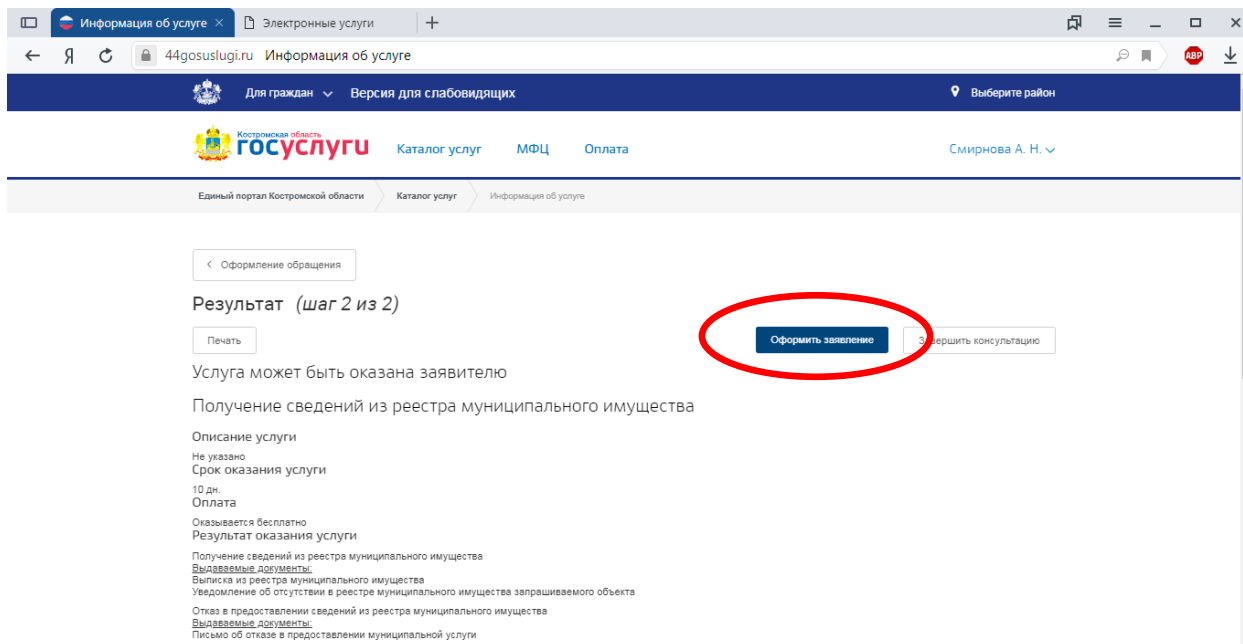 Информация об услуге × Электронные услуги +
Я 44gosuslugi.ru Информация об услуге ABP
Для граждан Версия для слабовидящих Выберите район
Костромская область
госуслуги Каталог услуг МФЦ Оплата Смирнова А. Н.
Единый портал Костромской области Каталог услуг Информация об услуге
< Оформление обращения
Результат (шаг 2 из 2)
Печать Оформить заявление Завершить консультацию
Услуга может быть оказана заявителю
Получение сведений из реестра муниципального имущества
Описание услуги
Не указано
Срок оказания услуги
10 дн.
Оплата
Оказывается бесплатно
Результат оказания услуги
Получение сведений из реестра муниципального имущества
Выдаваемые документы:
Выписка из реестра муниципального имущества
Уведомление об отсутствии в реестре муниципального имущества запрашиваемого объекта
Отказ в предоставлении сведений из реестра муниципального имущества
Выдаваемые документы:
Письмо об отказе в предоставлении муниципальной услуги